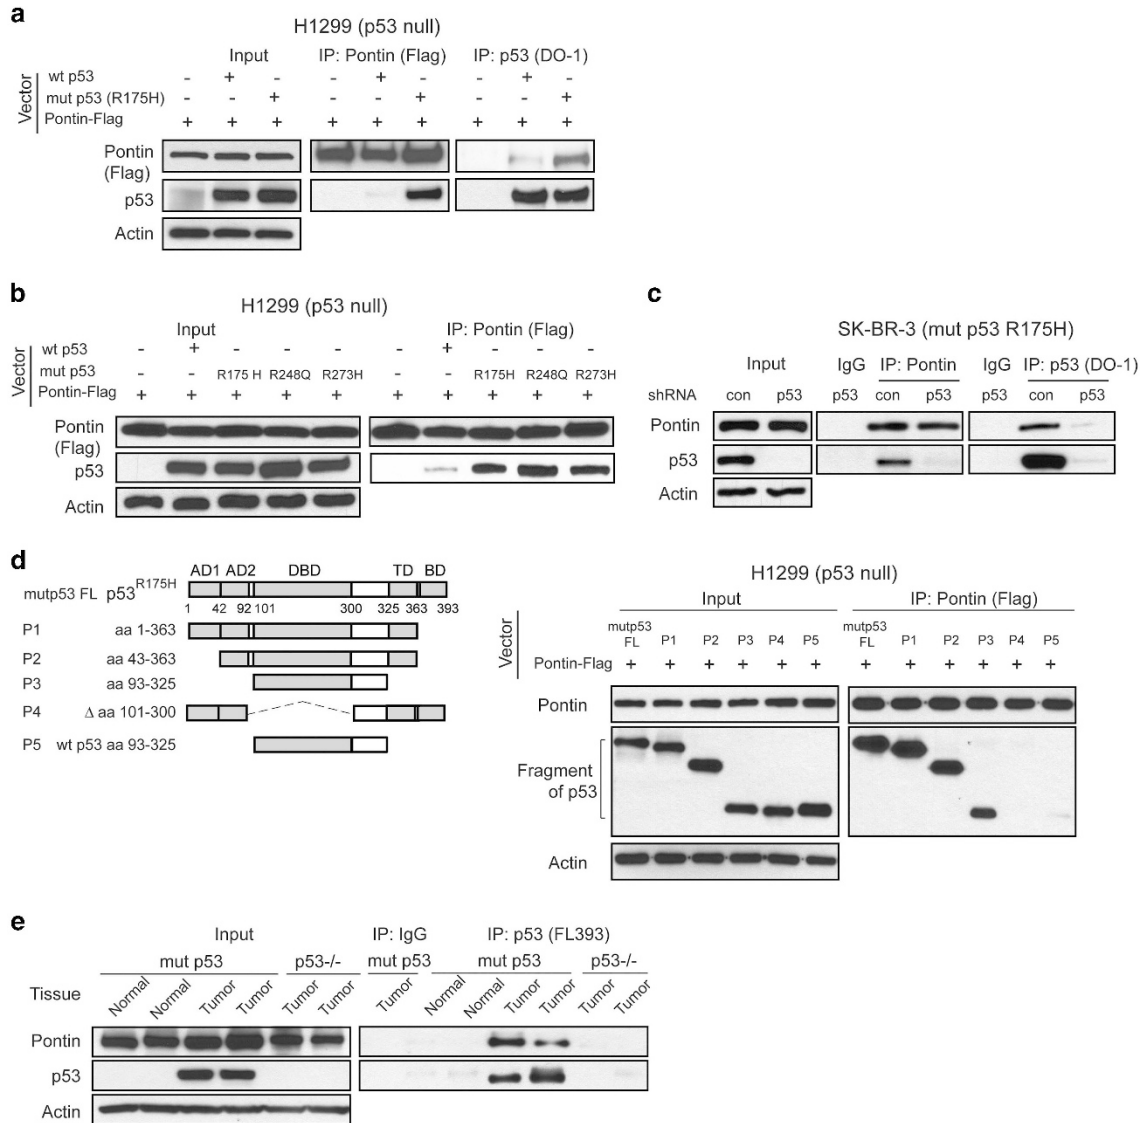 a
H1299 (p53 null)
Input IP: Pontin (Flag) IP: p53 (DO-1)
Vector
wt p53 - + - - + - - + -
mut p53 (R175H) - - + - - + - - +
Pontin-Flag + + + + + + + + +
Pontin
(Flag)
p53
Actin
b
H1299 (p53 null)
Input IP: Pontin (Flag)
Vector
wt p53 - + - - - - + - - -
mut p53 - - R175 H R248Q R273H - - R175H R248Q R273H
Pontin-Flag + + + + + + + + + +
Pontin
(Flag)
p53
Actin
c
SK-BR-3 (mut p53 R175H)
Input IgG IP: Pontin IgG IP: p53 (DO-1)
shRNA con p53 p53 con p53 p53 con p53
Pontin
p53
Actin
d
AD1 AD2 DBD TD BD
mutp53 FL p53R175H
1 42 92 101 300 325 363 393
P1 aa 1-363
P2 aa 43-363
P3 aa 93-325
P4 Δ aa 101-300
P5 wt p53 aa 93-325
H1299 (p53 null)
Input IP: Pontin (Flag)
Vector
mutp53 mutp53
FL P1 P2 P3 P4 P5 FL P1 P2 P3 P4 P5
Pontin-Flag + + + + + + + + + + + +
Pontin
Fragment
of p53
Actin
e
Input IP: IgG IP: p53 (FL393)
mut p53 p53-/- mut p53 mut p53 p53-/-
Tissue Normal Normal Tumor Tumor Tumor Tumor Tumor Normal Normal Tumor Tumor Tumor Tumor
Pontin
p53
Actin